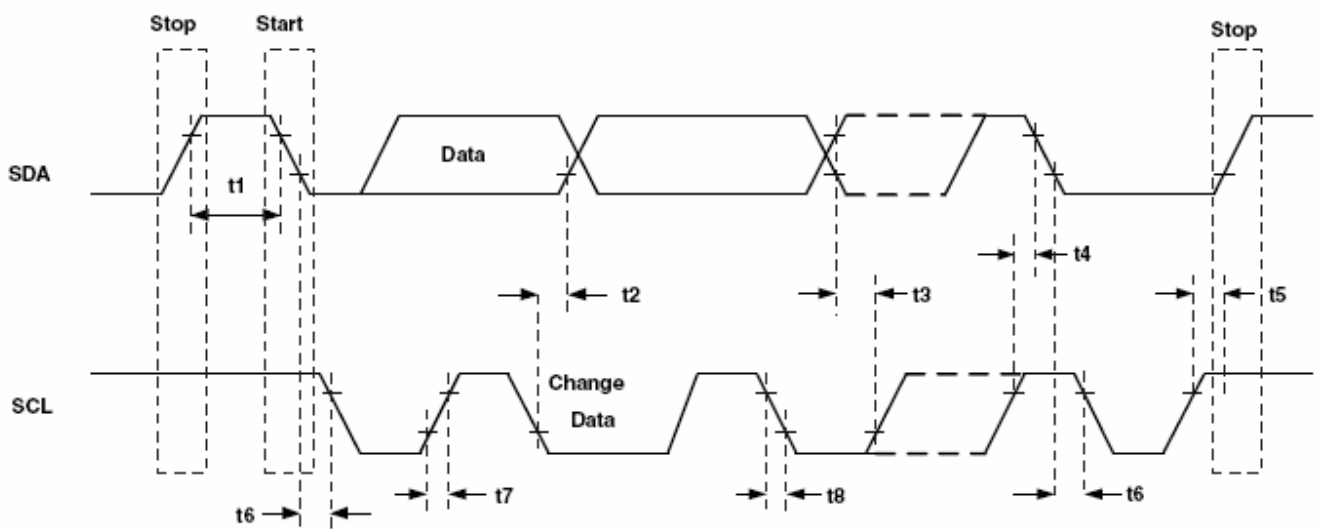 Stop
Start
Stop
SDA
Data
t1
t4
t2
t3
t5
SCL
Change
Data
t6
t7
t8
t6